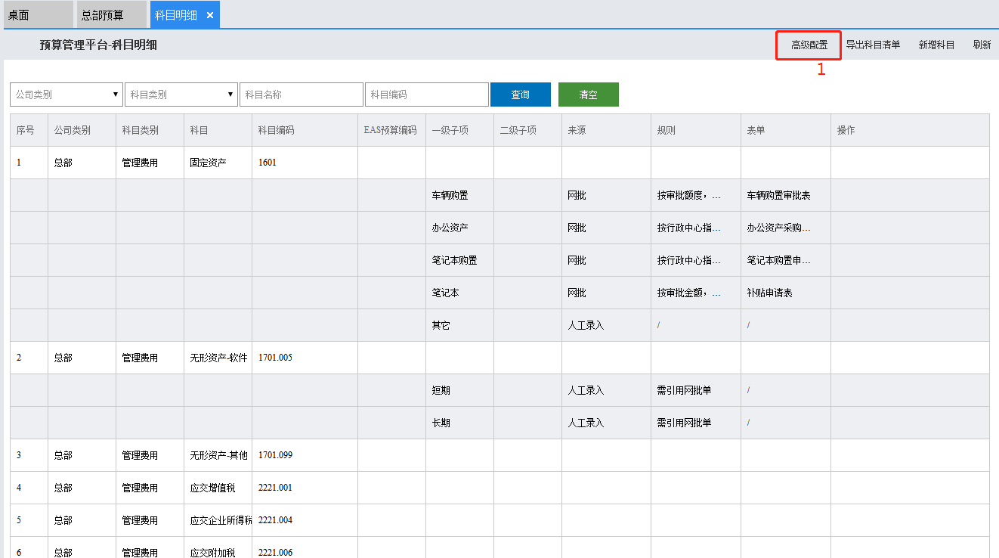 桌面 总部预算 科目明细 ×
预算管理平台-科目明细 高级配置 导出科目清单 新增科目 刷新
1
公司类别 科目类别 科目名称 科目编码 查询 清空
序号 公司类别 科目类别 科目 科目编码 EAS预算编码 一级子项 二级子项 来源 规则 表单 操作
1 总部 管理费用 固定资产 1601
车辆购置 网批 按审批额度，... 车辆购置审批表
办公资产 网批 按行政中心指... 办公资产采购...
笔记本购置 网批 按行政中心指... 笔记本购置申...
笔记本 网批 按审批金额，... 补贴申请表
其它 人工录入 / /
2 总部 管理费用 无形资产-软件 1701.005
短期 人工录入 需引用网批单 /
长期 人工录入 需引用网批单 /
3 总部 管理费用 无形资产-其他 1701.099
4 总部 管理费用 应交增值税 2221.001
5 总部 管理费用 应交企业所得税 2221.004
6 总部 管理费用 应交附加税 2221.006